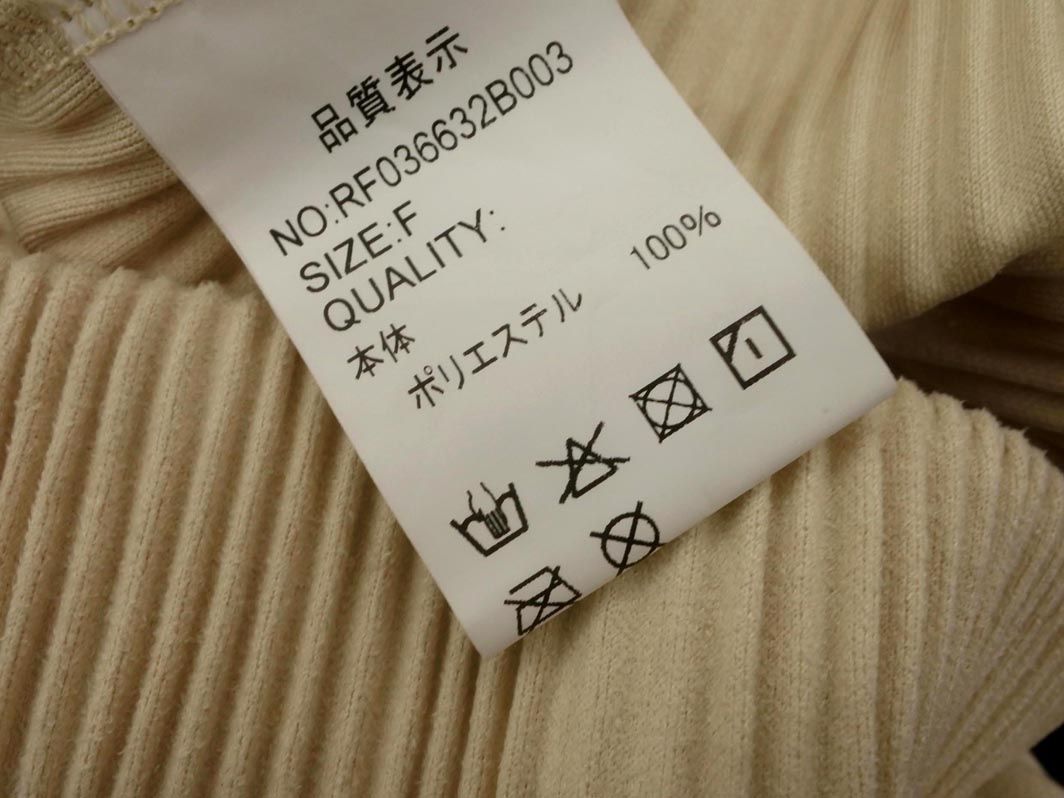 品質表示
NO:RF036632B003
SIZE:F
QUALITY:
本体
ポリエステル 100%